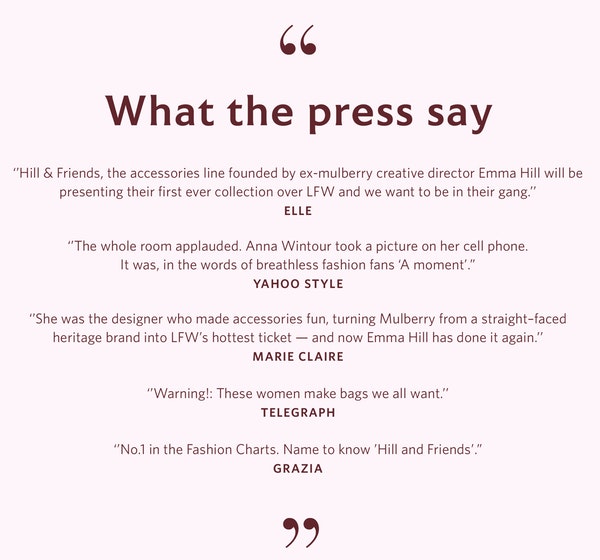 “
What the press say
“Hill & Friends, the accessories line founded by ex-mulberry creative director Emma Hill will be
presenting their first ever collection over LFW and we want to be in their gang.”
ELLE
“The whole room applauded. Anna Wintour took a picture on her cell phone.
It was, in the words of breathless fashion fans ‘A moment’.”
YAHOO STYLE
“She was the designer who made accessories fun, turning Mulberry from a straight–faced
heritage brand into LFW’s hottest ticket — and now Emma Hill has done it again.”
MARIE CLAIRE
“Warning!: These women make bags we all want.”
TELEGRAPH
“No.1 in the Fashion Charts. Name to know ’Hill and Friends’.”
GRAZIA
”